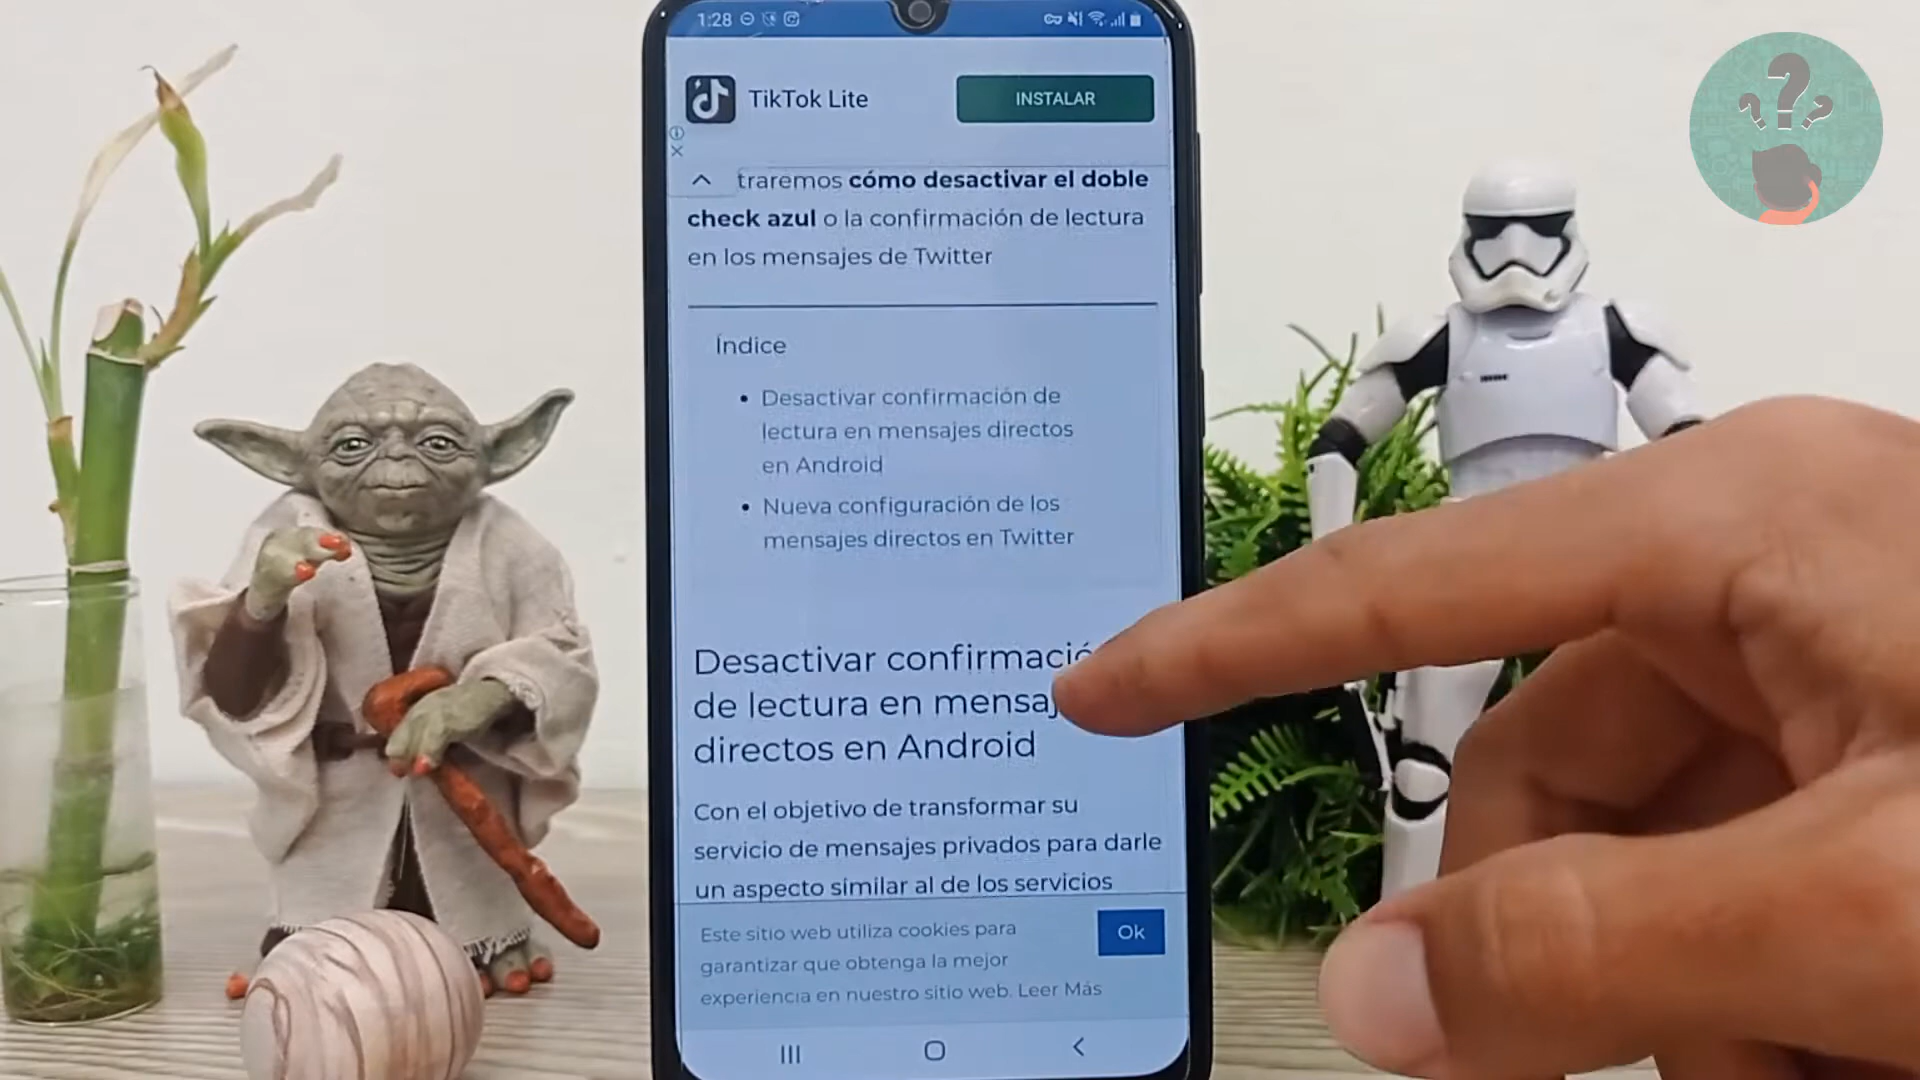 1:28
TikTok Lite
INSTALAR
traremos cómo desactivar el doble
check azul o la confirmación de lectura
en los mensajes de Twitter
Índice
• Desactivar confirmación de
lectura en mensajes directos
en Android
• Nueva configuración de los
mensajes directos en Twitter
Desactivar confirmació
de lectura en mensaj
directos en Android
Con el objetivo de transformar su
servicio de mensajes privados para darle
un aspecto similar al de los servicios
Este sitio web utiliza cookies para
garantizar que obtenga la mejor
experiencia en nuestro sitio web. Leer Más
Ok